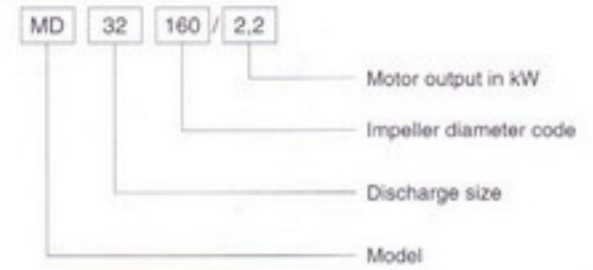 MD 32 160 / 2,2
Motor output in kW
Impeller diameter code
Discharge size
Model